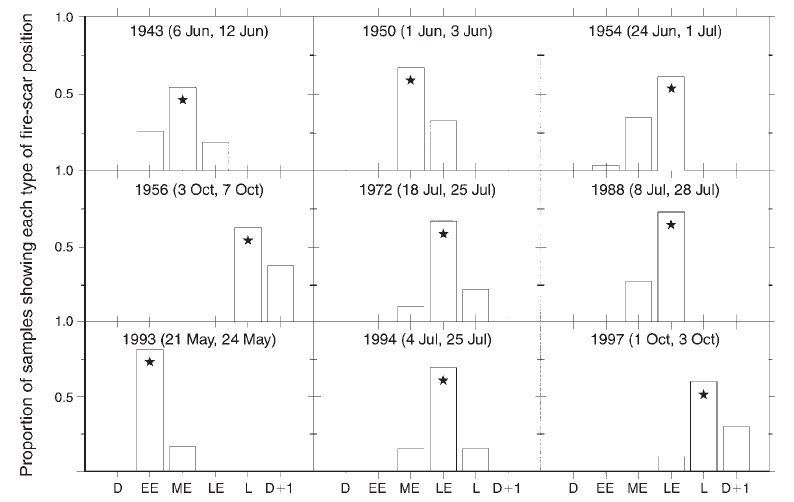 Proportion of samples showing each type of fire-scar position
1.0
1943 (6 Jun, 12 Jun)
1950 (1 Jun, 3 Jun)
1954 (24 Jun, 1 Jul)
0.5
1.0
1956 (3 Oct, 7 Oct)
1972 (18 Jul, 25 Jul)
1988 (8 Jul, 28 Jul)
0.5
1.0
1993 (21 May, 24 May)
1994 (4 Jul, 25 Jul)
1997 (1 Oct, 3 Oct)
0.5
D EE ME LE L D+1
D EE ME LE L D+1
D EE ME LE L D+1